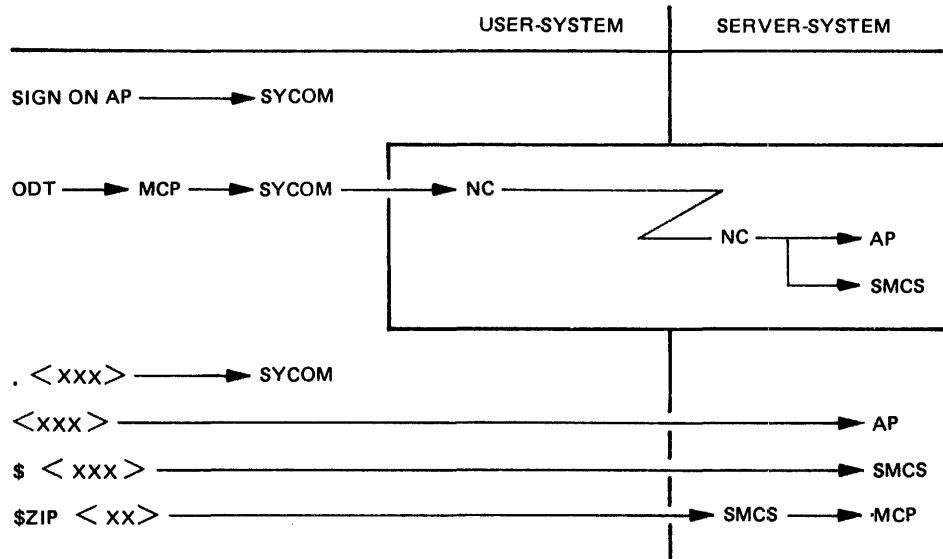 USER-SYSTEM SERVER-SYSTEM
SIGN ON AP SYCOM
ODT MCP SYCOM NC
NC AP
SMCS
. <xxx> SYCOM
<xxx> AP
$ <xxx> SMCS
$ZIP <xx> SMCS MCP